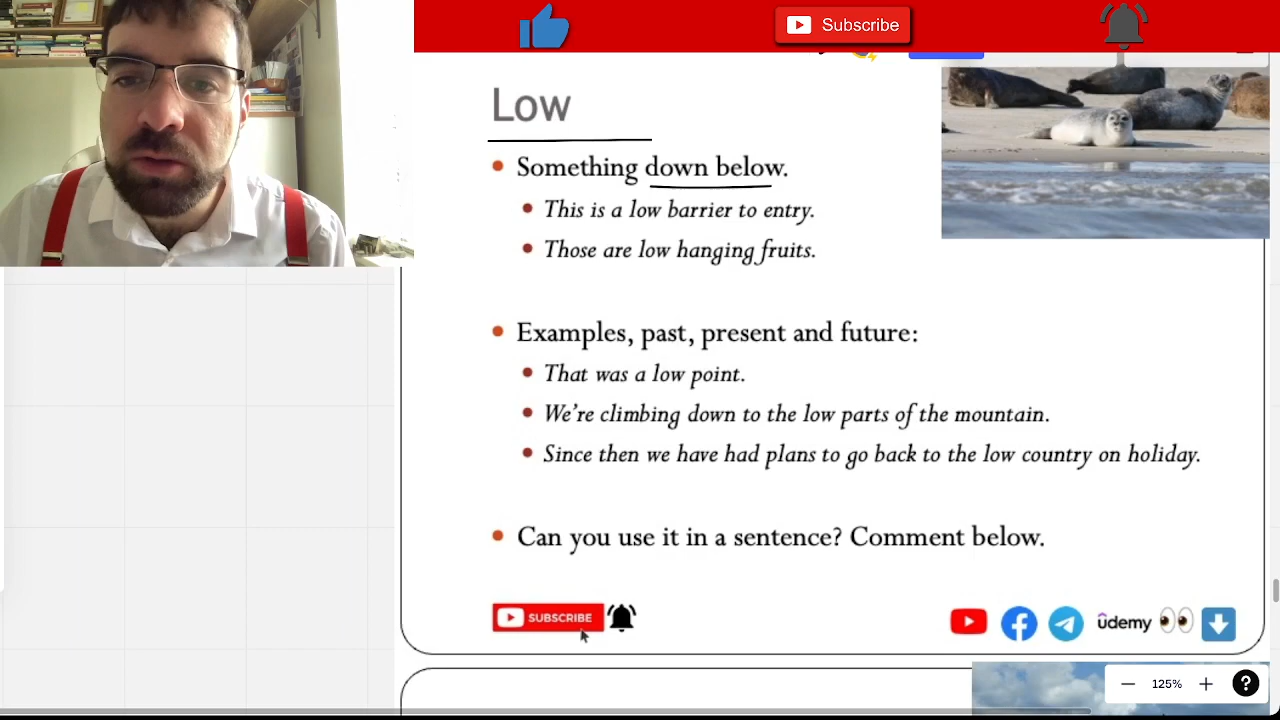 Subscribe
Low
Something down below.
This is a low barrier to entry.
Those are low hanging fruits.
Examples, past, present and future:
That was a low point.
We're climbing down to the low parts of the mountain.
Since then we have had plans to go back to the low country on holiday.
Can you use it in a sentence? Comment below.
SUBSCRIBE
ûdemy
125%
?